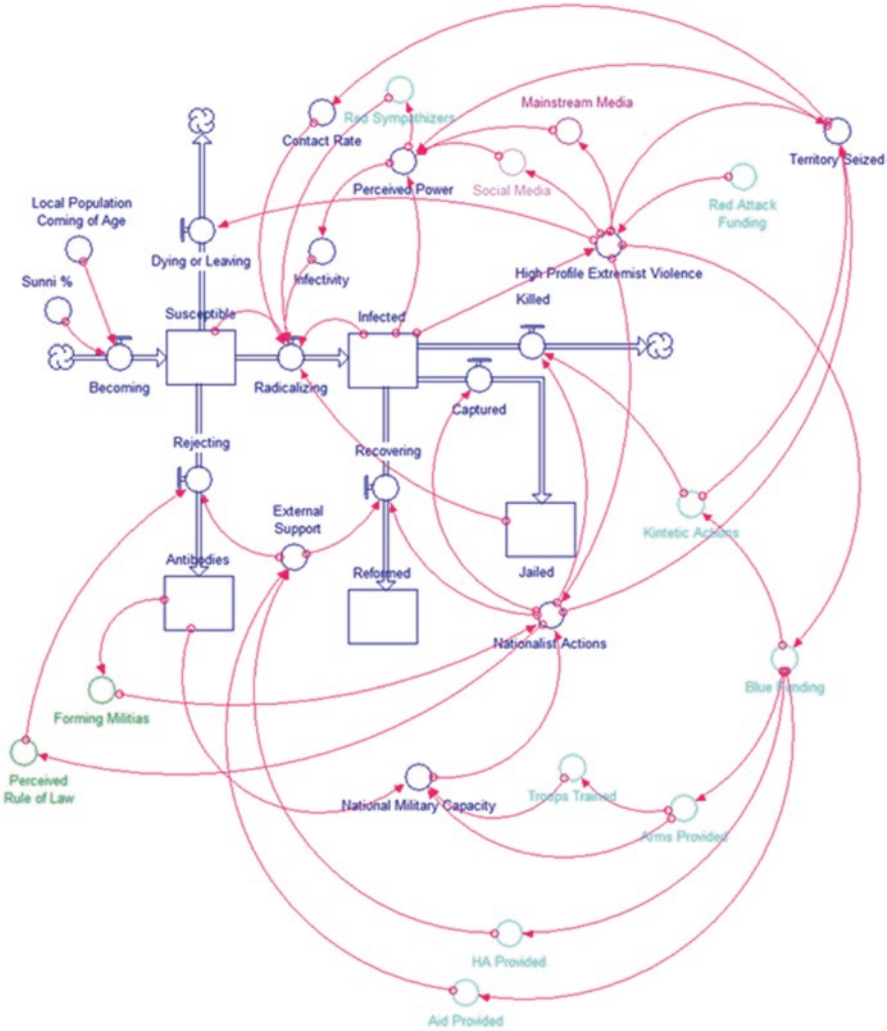 Mainstream Media
Red Sympathizers
Contact Rate
Territory Seized
Perceived Power
Social Media
Red Attack
Funding
Local Population
Coming of Age
Dying or Leaving
Infectivity
High Profile Extremist Violence
Sunni %
Susceptible
Infected
Killed
Becoming
Radicalizing
Captured
Rejecting
Recovering
External
Support
Kintetic Actions
Antibodies
Reformed
Jailed
Nationalist Actions
Blue Funding
Forming Militias
Perceived
Rule of Law
National Military Capacity
Troops Trained
Arms Provided
HA Provided
Aid Provided